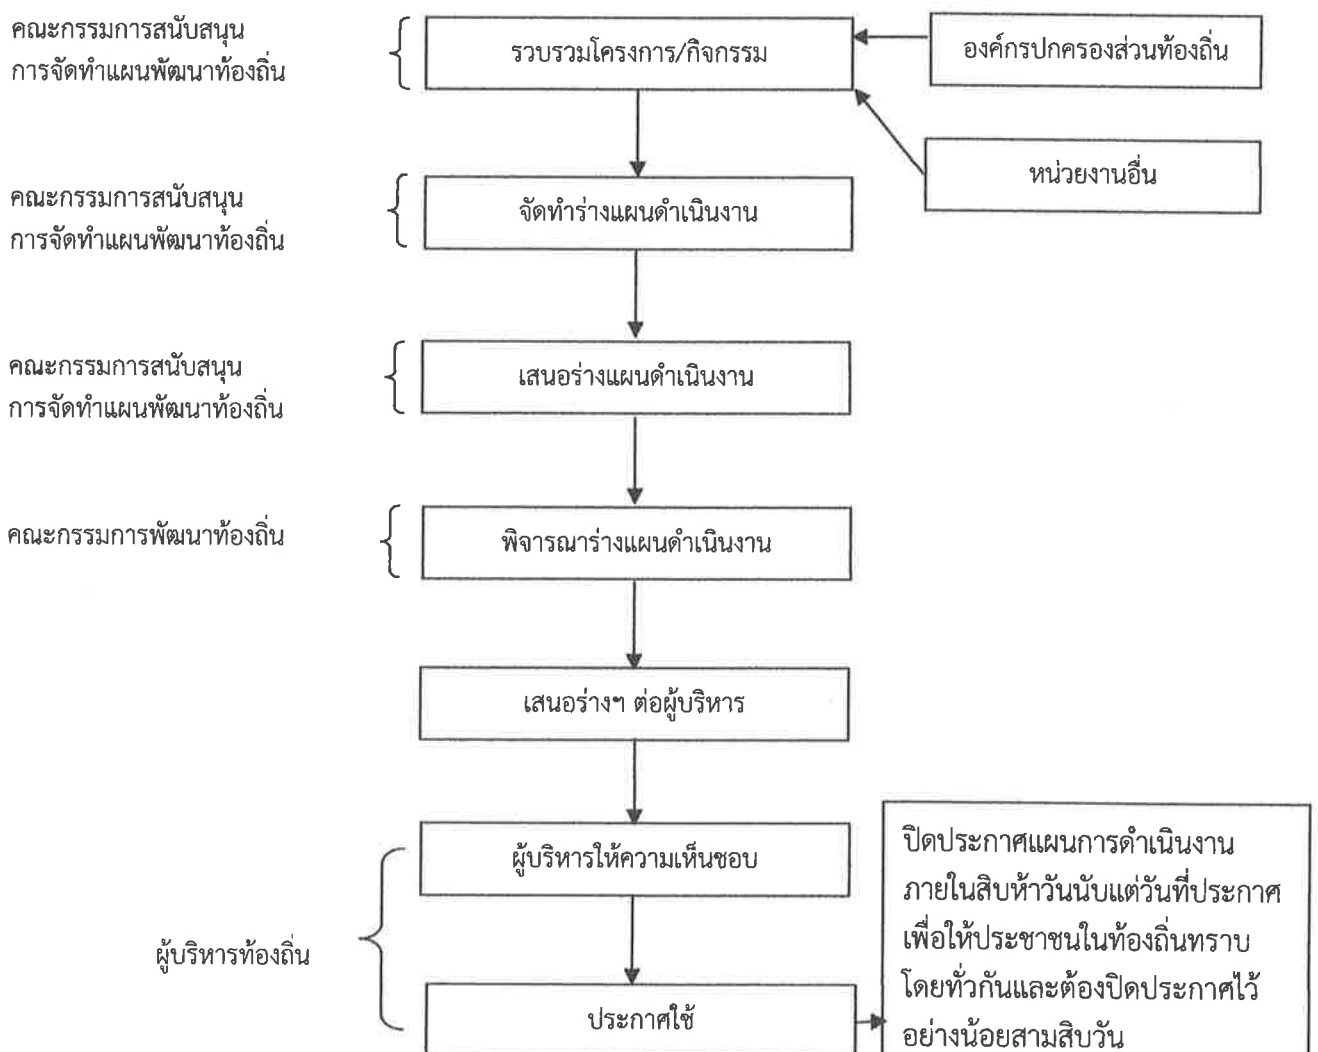 คณะกรรมการสนับสนุน
การจัดทำแผนพัฒนาท้องถิ่น
รวบรวมโครงการ/กิจกรรม
องค์กรปกครองส่วนท้องถิ่น
หน่วยงานอื่น
คณะกรรมการสนับสนุน
การจัดทำแผนพัฒนาท้องถิ่น
จัดทำร่างแผนดำเนินงาน
คณะกรรมการสนับสนุน
การจัดทำแผนพัฒนาท้องถิ่น
เสนอร่างแผนดำเนินงาน
คณะกรรมการพัฒนาท้องถิ่น
พิจารณาร่างแผนดำเนินงาน
เสนอร่างฯ ต่อผู้บริหาร
ผู้บริหารท้องถิ่น
ผู้บริหารให้ความเห็นชอบ
ประกาศใช้
ปิดประกาศแผนการดำเนินงาน
ภายในสิบห้าวันนับแต่วันที่ประกาศ
เพื่อให้ประชาชนในท้องถิ่นทราบ
โดยทั่วกันและต้องปิดประกาศไว้
อย่างน้อยสามสิบวัน